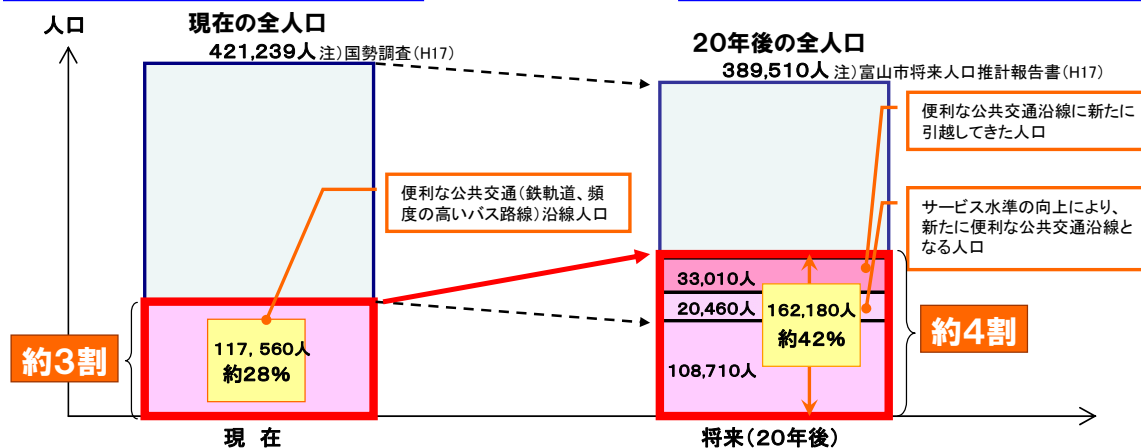 人口
現在の全人口
421,239人 注)国勢調査(H17)
20年後の全人口
389,510人 注)富山市将来人口推計報告書(H17)
便利な公共交通沿線に新たに
引越してきた人口
便利な公共交通(鉄軌道、頻
度の高いバス路線)沿線人口
サービス水準の向上により、
新たに便利な公共交通沿線と
なる人口
33,010人
20,460人
162,180人
約42%
108,710人
約4割
約3割
117,560人
約28%
現 在
将来(20年後)